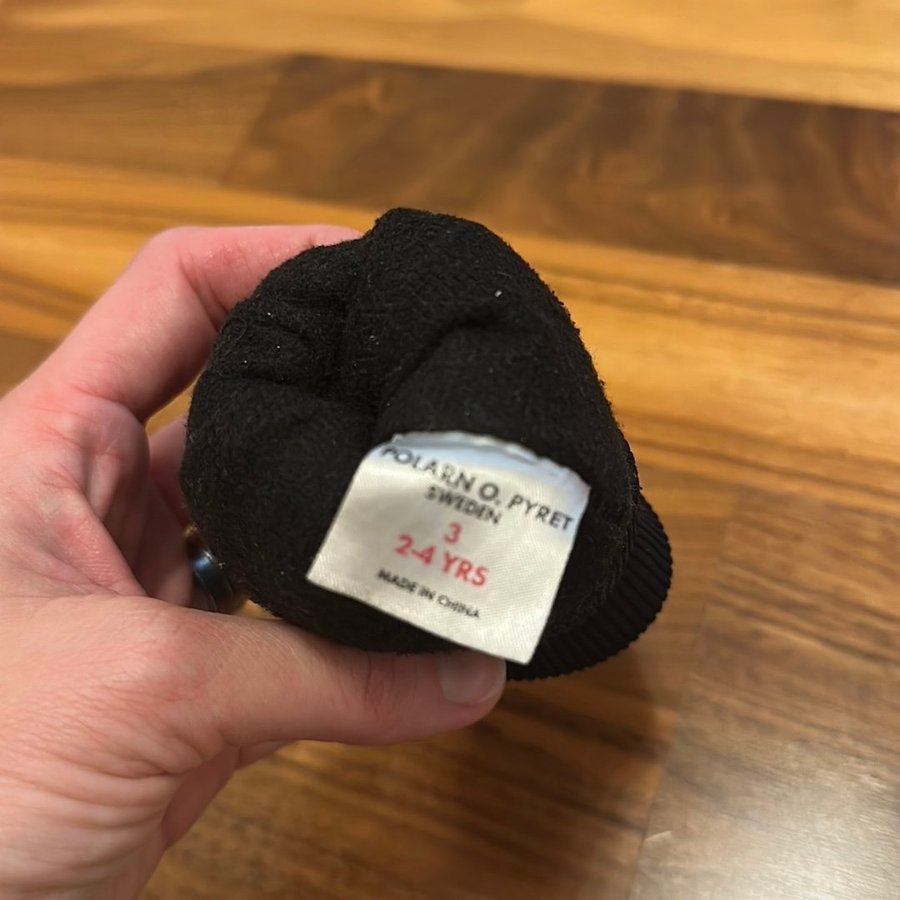 POLARN O. PYRET
SWEDEN
3
2-4 YRS
MADE IN CHINA